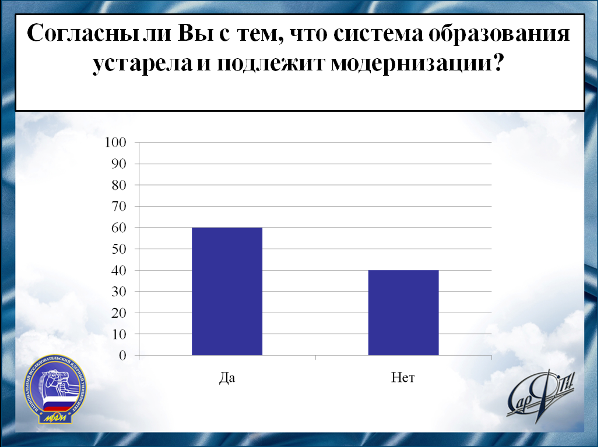 Согласны ли Вы с тем, что система образования
устарела и подлежит модернизации?
100
90
80
70
60
50
40
30
20
10
0
Да
Нет
СарФТИ